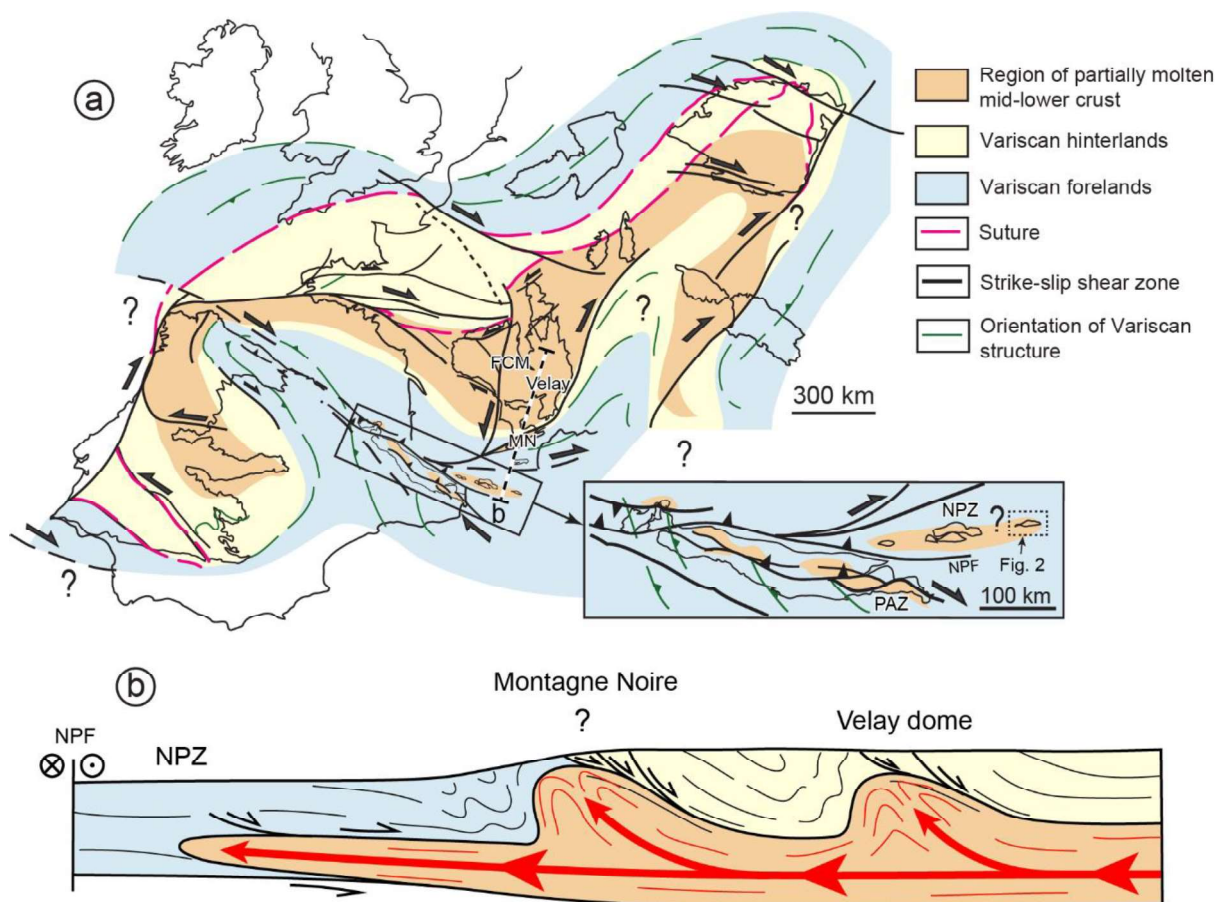 a
Region of partially molten
mid-lower crust
Variscan hinterlands
Variscan forelands
Suture
Strike-slip shear zone
Orientation of Variscan
structure
300 km
?
?
?
?
?
FCM
Velay
MN
b
NPZ
?
NPF
Fig. 2
PAZ
100 km
b
Montagne Noire
?
Velay dome
NPF
NPZ